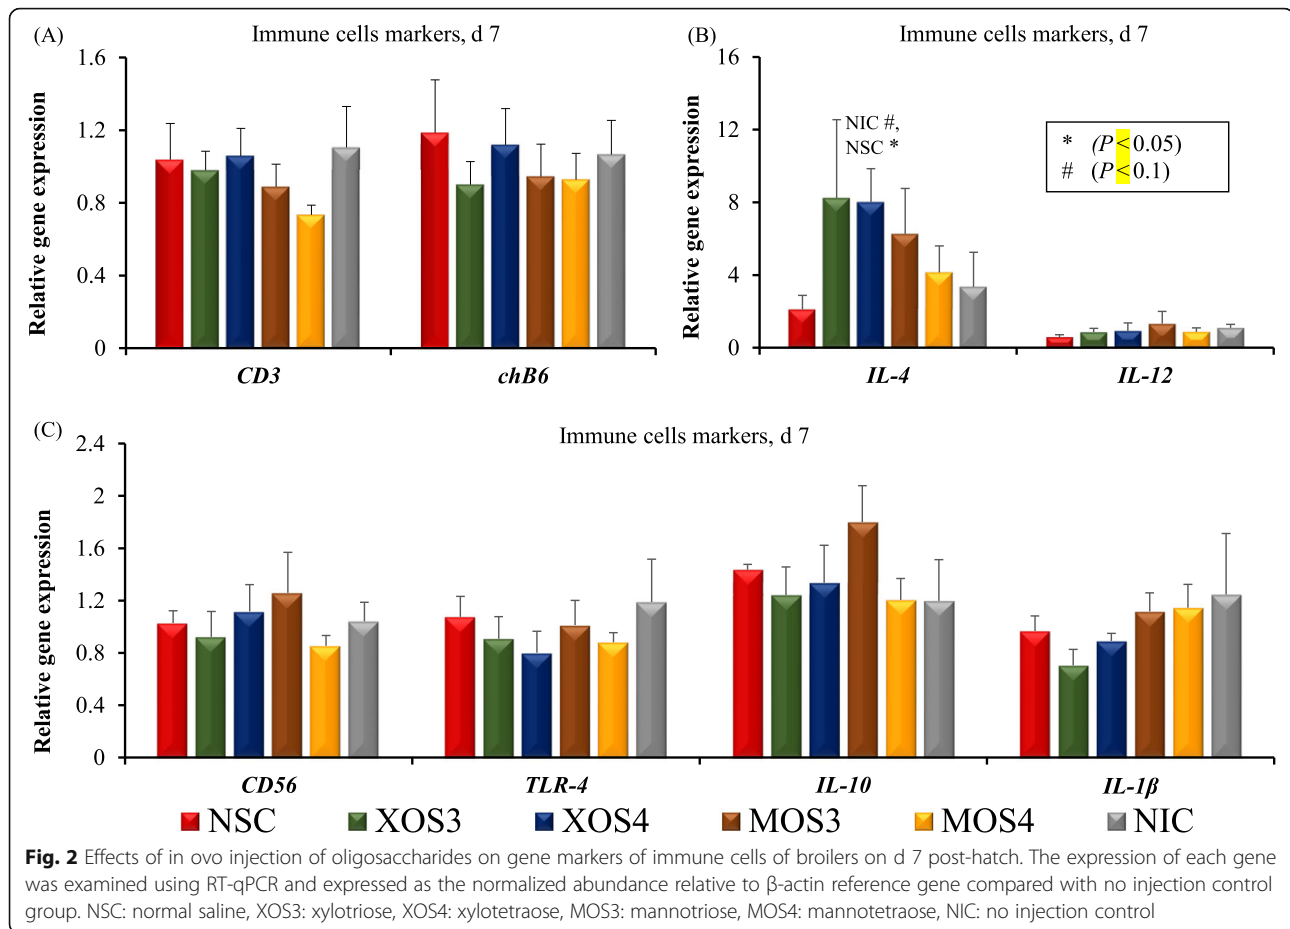 (A)
Immune cells markers, d 7
Relative gene expression
1.6
1.2
0.8
0.4
0
CD3 chB6
(B)
Immune cells markers, d 7
Relative gene expression
16
12
8
4
0
NIC #,
NSC *
* (P < 0.05)
# (P < 0.1)
IL-4 IL-12
(C)
Immune cells markers, d 7
Relative gene expression
2.4
2
1.6
1.2
0.8
0.4
0
CD56 TLR-4 IL-10 IL-1β
NSC XOS3 XOS4 MOS3 MOS4 NIC
Fig. 2 Effects of in ovo injection of oligosaccharides on gene markers of immune cells of broilers on d 7 post-hatch. The expression of each gene
was examined using RT-qPCR and expressed as the normalized abundance relative to β-actin reference gene compared with no injection control
group. NSC: normal saline, XOS3: xylotriose, XOS4: xylotetraose, MOS3: mannotriose, MOS4: mannotetraose, NIC: no injection control